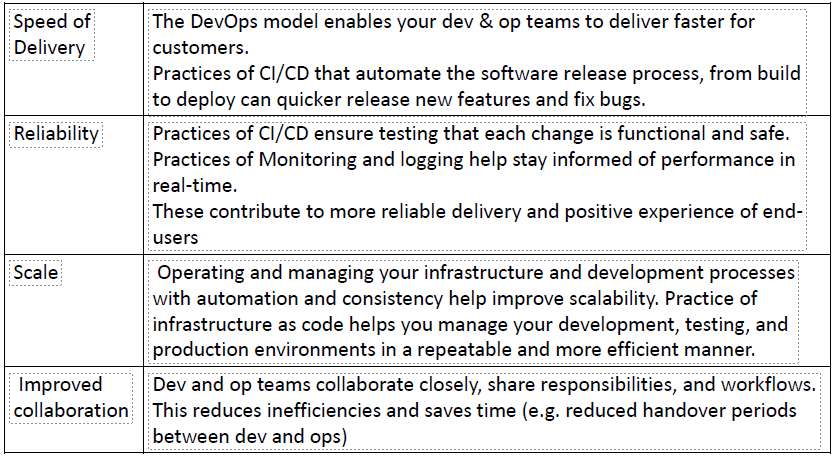 Speed of
Delivery
The DevOps model enables your dev & op teams to deliver faster for
customers.
Practices of CI/CD that automate the software release process, from build
to deploy can quicker release new features and fix bugs.
Reliability
Practices of CI/CD ensure testing that each change is functional and safe.
Practices of Monitoring and logging help stay informed of performance in
real-time.
These contribute to more reliable delivery and positive experience of end-
users
Scale
Operating and managing your infrastructure and development processes
with automation and consistency help improve scalability. Practice of
infrastructure as code helps you manage your development, testing, and
production environments in a repeatable and more efficient manner.
Improved
collaboration
Dev and op teams collaborate closely, share responsibilities, and workflows.
This reduces inefficiencies and saves time (e.g. reduced handover periods
between dev and ops)